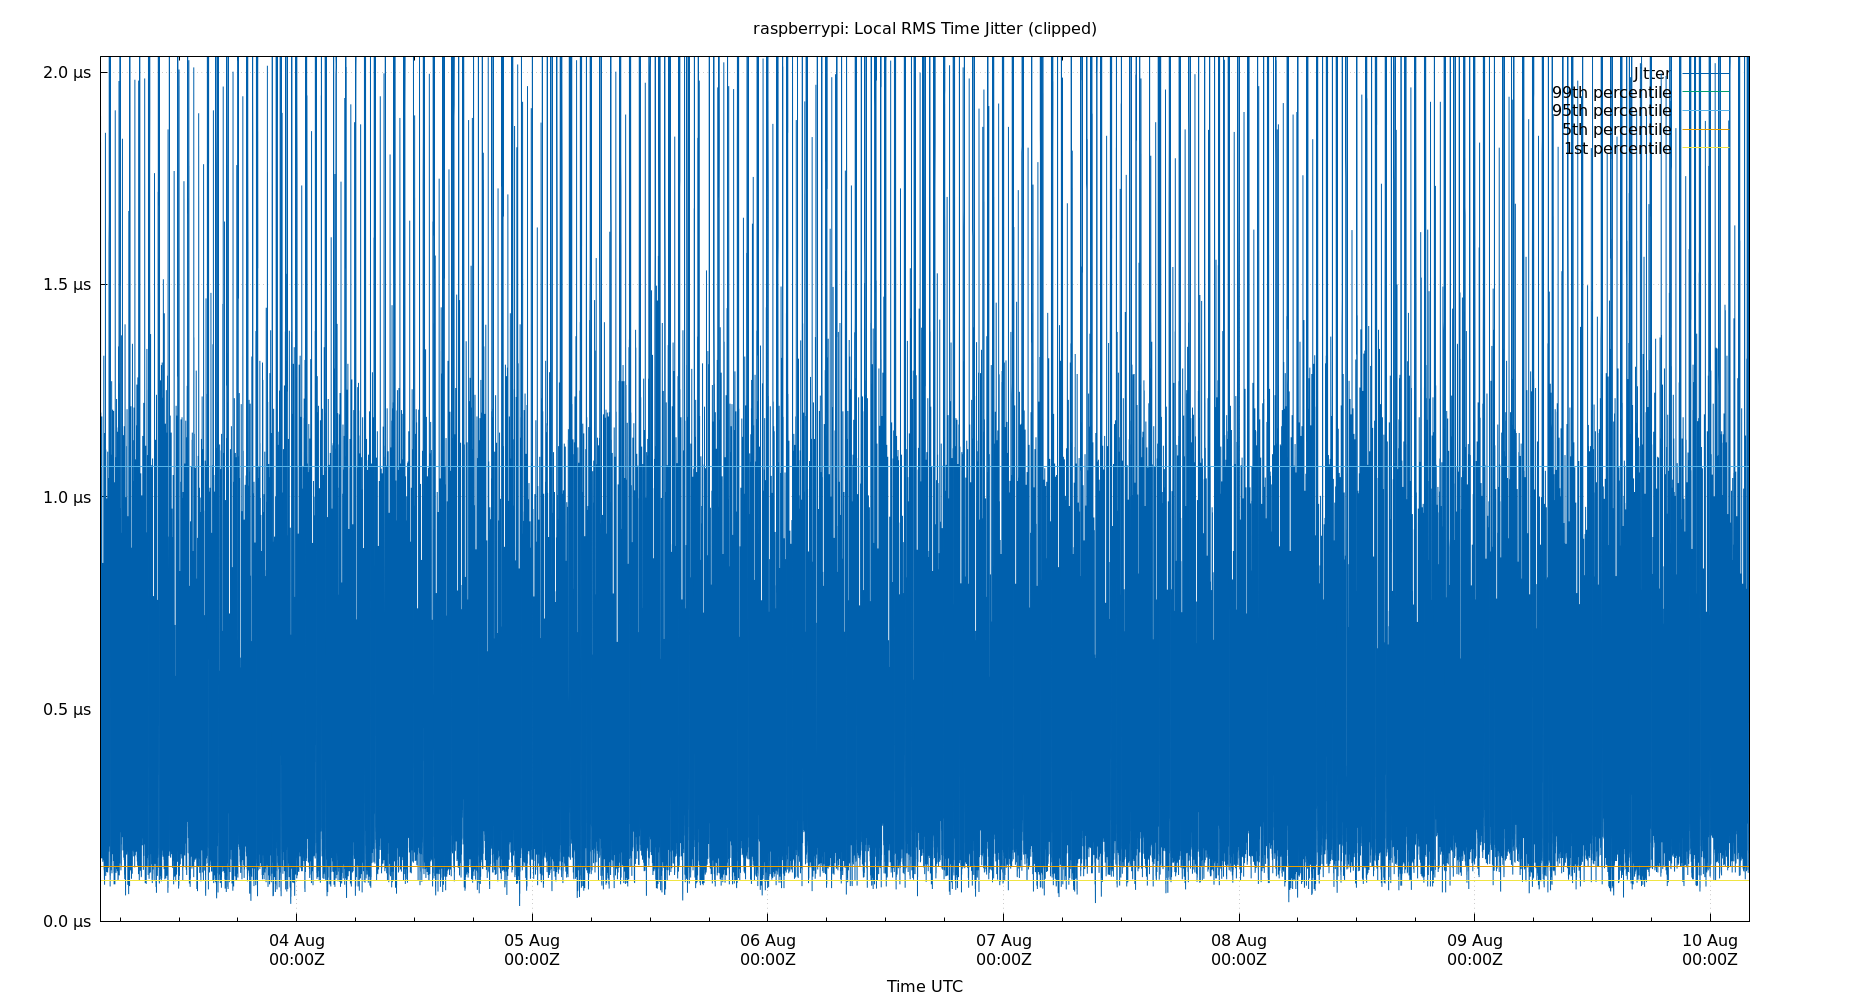 raspberrypi: Local RMS Time Jitter (clipped)
2.0 µs
1.5 µs
1.0 µs
0.5 µs
0.0 µs
Jitter
99th percentile
95th percentile
5th percentile
1st percentile
04 Aug
00:00Z
05 Aug
00:00Z
06 Aug
00:00Z
07 Aug
00:00Z
08 Aug
00:00Z
09 Aug
00:00Z
10 Aug
00:00Z
Time UTC